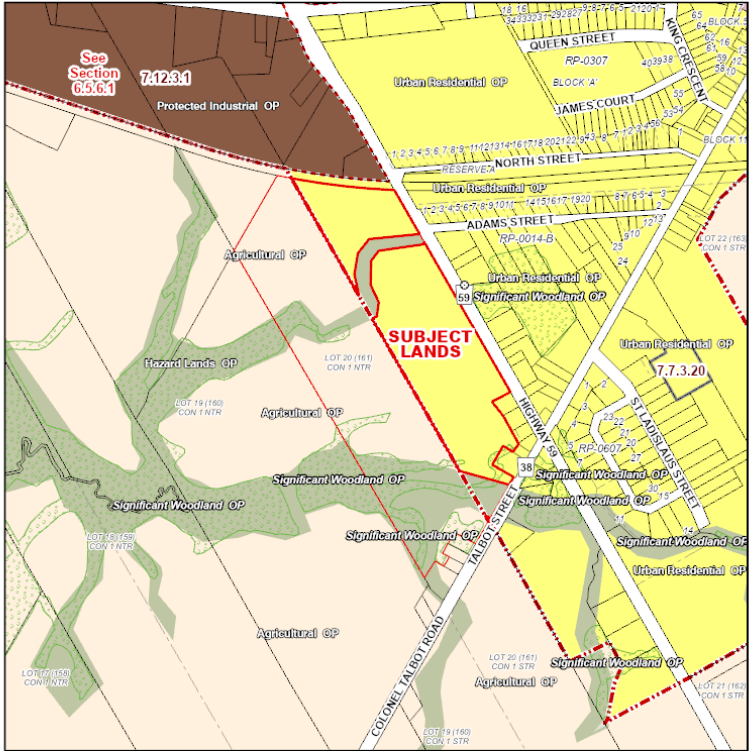 See
Section
6.5.6.1
7.12.3.1
Protected Industrial OP
Urban Residential OP
QUEEN STREET
RP-0307
BLOCK 'A'
KING CRESCENT
JAMES COURT
NORTH STREET
RESERVE A
Urban Residential OP
ADAMS STREET
RP-0014-B
LOT 22 (163)
CON 1 STR
Agricultural OP
Urban Residential OP
59
Significant Woodland OP
SUBJECT
LANDS
Urban Residential OP
7.7.3.20
Hazard Lands OP
LOT 20 (161)
CON 1 NTR
LOT 19 (160)
CON 1 NTR
Agricultural OP
HIGHWAY 59
ST LADISLAUS STREET
RP-0607
38
Significant Woodland OP
Significant Woodland OP
Significant Woodland OP
Significant Woodland OP
Significant Woodland OP
Significant Woodland OP
TALBOT STREET
LOT 18 (159)
CON 1 NTR
Urban Residential OP
Agricultural OP
COLONEL TALBOT ROAD
LOT 20 (161)
CON 1 STR
Significant Woodland OP
Agricultural OP
LOT 17 (158)
CON 1 NTR
LOT 21 (162)
CON 1 STR
LOT 19 (160)
CON 1 STR